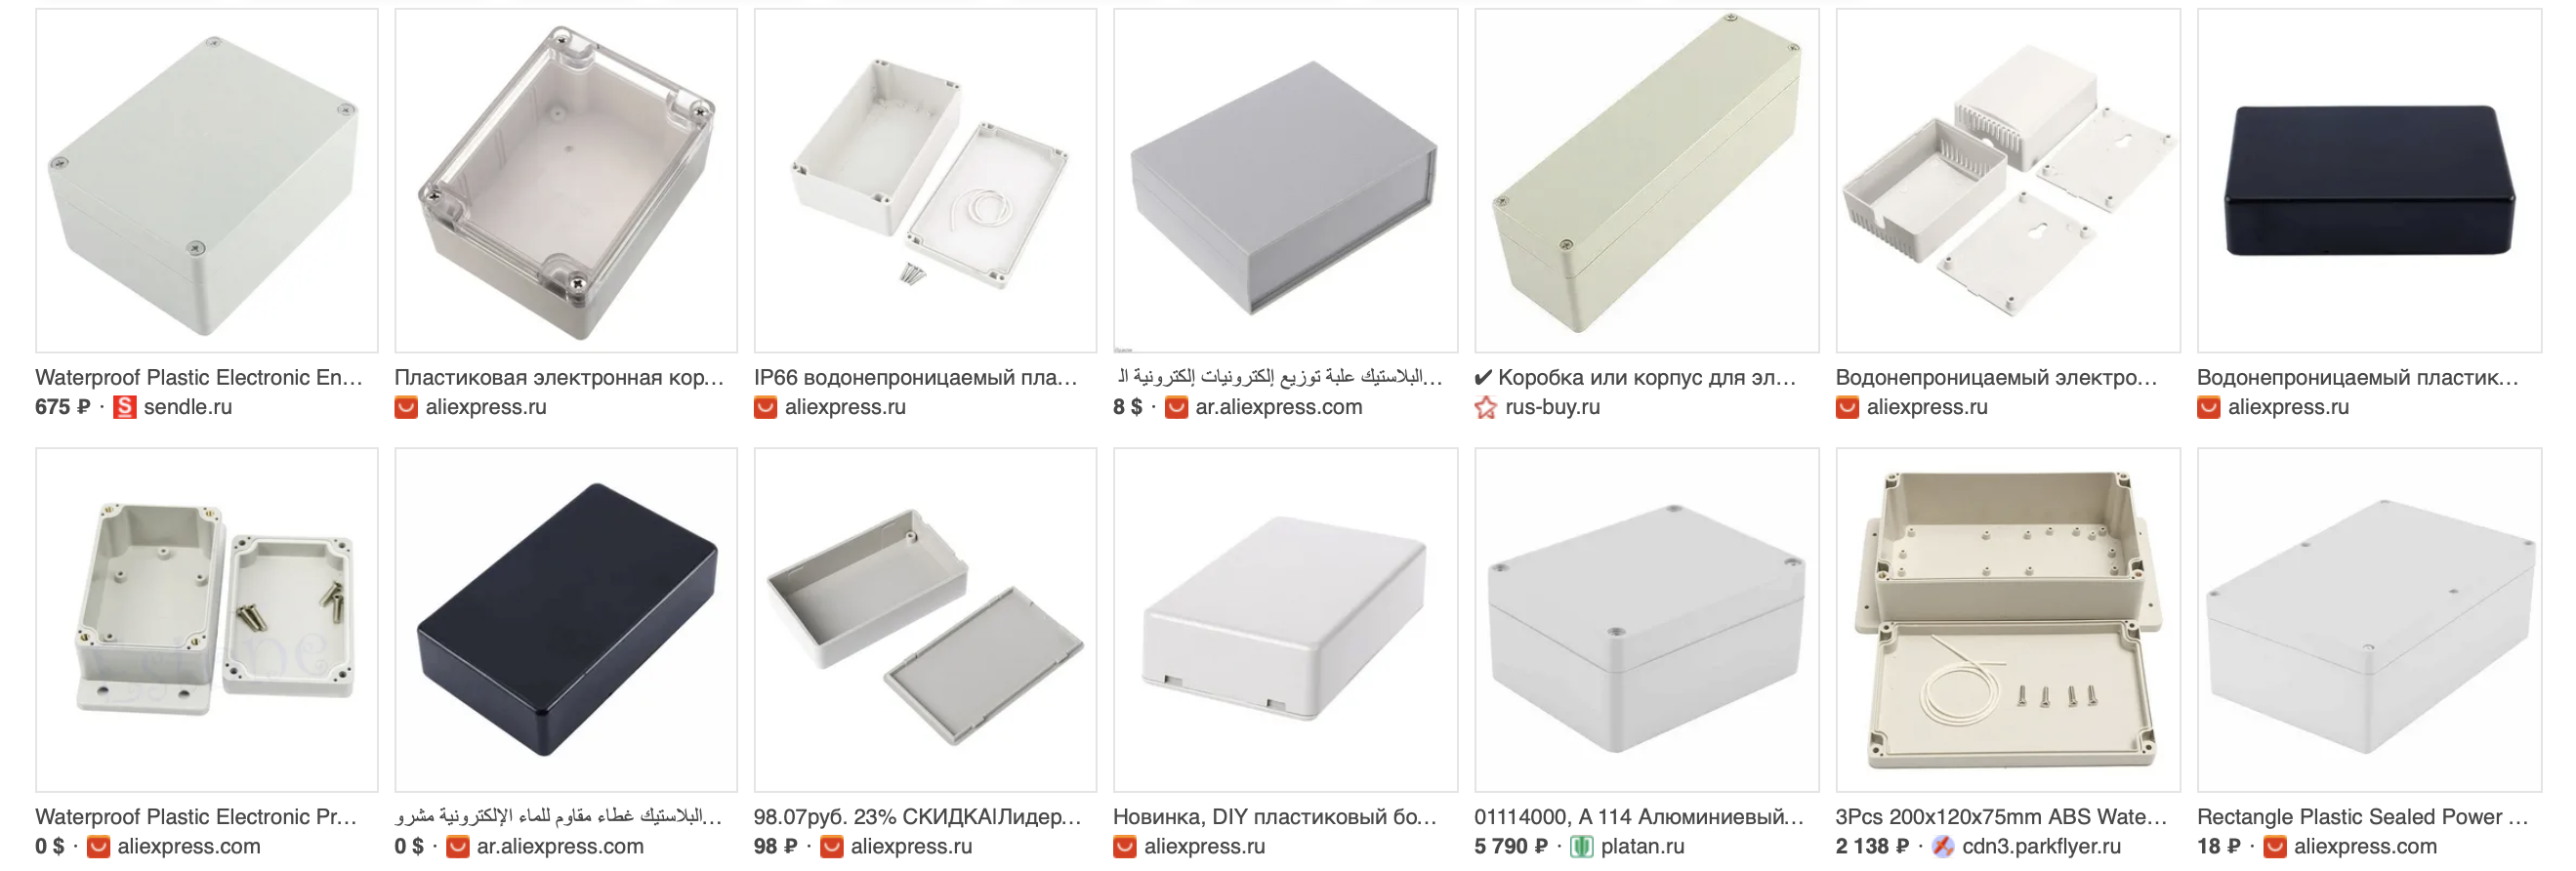 Waterproof Plastic Electronic En...
675 ₽ · sendle.ru
Пластиковая электронная кор...
aliexpress.ru
IP66 водонепроницаемый пла...
aliexpress.ru
البلاستيك علبة توزيع إلكترونيات إلكترونية الـ...
8 $ · ar.aliexpress.com
✔ Коробка или корпус для эл...
rus-buy.ru
Водонепроницаемый электро...
aliexpress.ru
Водонепроницаемый пластик...
aliexpress.ru
Waterproof Plastic Electronic Pr...
0 $ · aliexpress.com
البلاستيك غطاء مقاوم للماء الإلكترونية مشرو...
0 $ · ar.aliexpress.com
98.07руб. 23% СКИДКА|Лидер...
98 ₽ · aliexpress.ru
Новинка, DIY пластиковый бо...
aliexpress.ru
01114000, A 114 Алюминиевый...
5 790 ₽ · platan.ru
3Pcs 200x120x75mm ABS Wate...
2 138 ₽ · cdn3.parkflyer.ru
Rectangle Plastic Sealed Power ...
18 ₽ · aliexpress.com